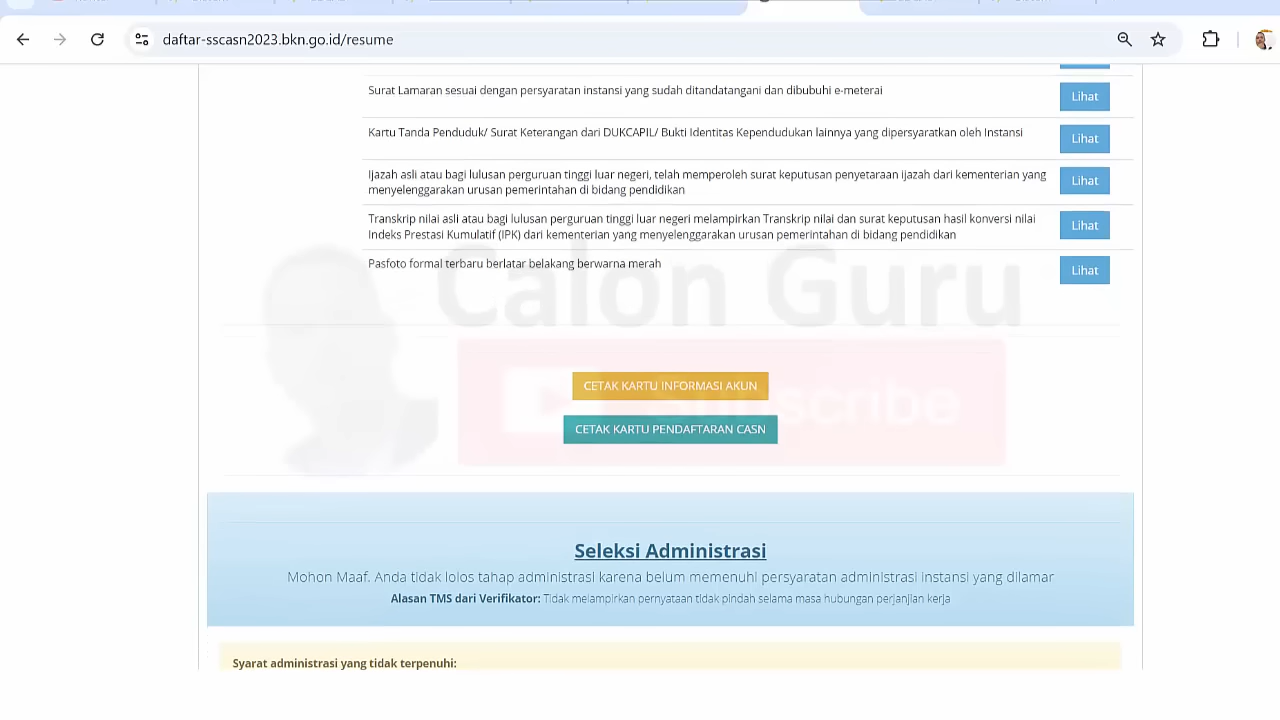 daftar-sscasn2023.bkn.go.id/resume
Surat Lamaran sesuai dengan persyaratan instansi yang sudah ditandatangani dan dibubuhi e-meterai
Lihat
Kartu Tanda Penduduk/ Surat Keterangan dari DUKCAPIL/ Bukti Identitas Kependudukan lainnya yang dipersyaratkan oleh Instansi
Lihat
Ijazah asli atau bagi lulusan perguruan tinggi luar negeri, telah memperoleh surat keputusan penyetaraan ijazah dari kementerian yang
menyelenggarakan urusan pemerintahan di bidang pendidikan
Lihat
Transkrip nilai asli atau bagi lulusan perguruan tinggi luar negeri melampirkan Transkrip nilai dan surat keputusan hasil konversi nilai
Indeks Prestasi Kumulatif (IPK) dari kementerian yang menyelenggarakan urusan pemerintahan di bidang pendidikan
Lihat
Pasfoto formal terbaru berlatar belakang berwarna merah
Lihat
Calon Guru
CETAK KARTU INFORMASI AKUN
Subscribe
CETAK KARTU PENDAFTARAN CASN
Seleksi Administrasi
Mohon Maaf. Anda tidak lolos tahap administrasi karena belum memenuhi persyaratan administrasi instansi yang dilamar
Alasan TMS dari Verifikator: Tidak melampirkan pernyataan tidak pindah selama masa hubungan perjanjian kerja
Syarat administrasi yang tidak terpenuhi: